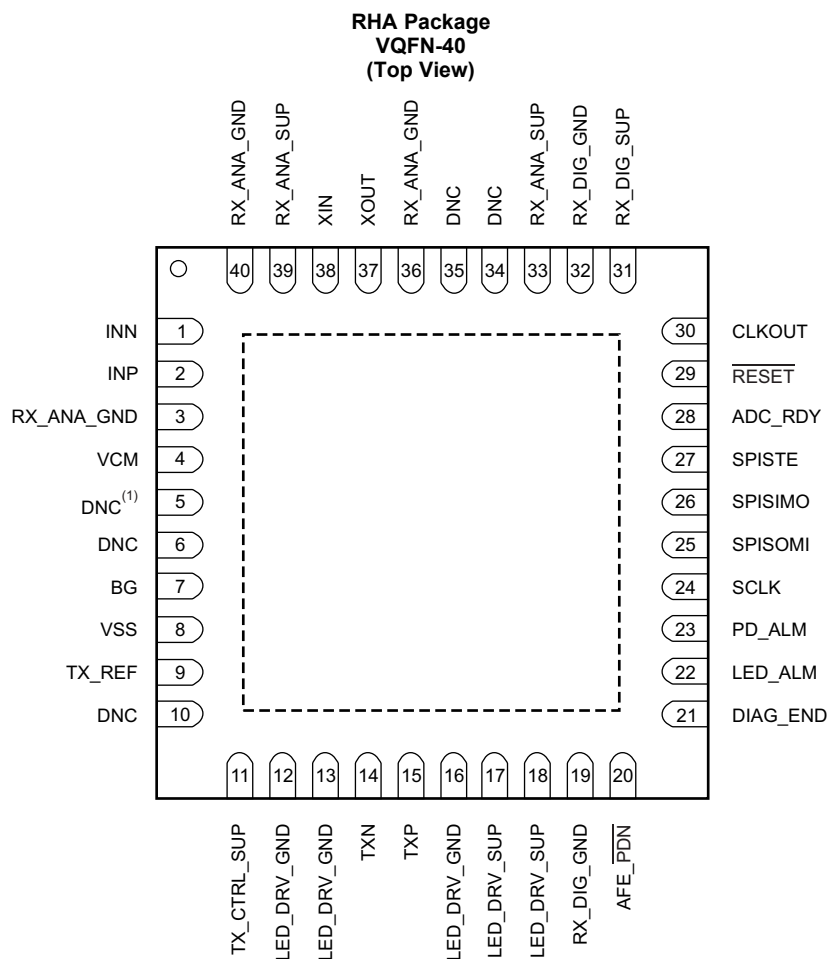 RHA Package
VQFN-40
(Top View)
RX_ANA_GND
RX_ANA_SUP
XIN
XOUT
RX_ANA_GND
DNC
DNC
RX_ANA_SUP
RX_DIG_GND
RX_DIG_SUP
40 39 38 37 36 35 34 33 32 31
INN 1
INP 2
RX_ANA_GND 3
VCM 4
DNC(1) 5
DNC 6
BG 7
VSS 8
TX_REF 9
DNC 10
30 CLKOUT
29 RESET
28 ADC_RDY
27 SPISTE
26 SPISIMO
25 SPISOMI
24 SCLK
23 PD_ALM
22 LED_ALM
21 DIAG_END
11 12 13 14 15 16 17 18 19 20
TX_CTRL_SUP
LED_DRV_GND
LED_DRV_GND
TXN
TXP
LED_DRV_GND
LED_DRV_SUP
LED_DRV_SUP
RX_DIG_GND
AFE_PDN